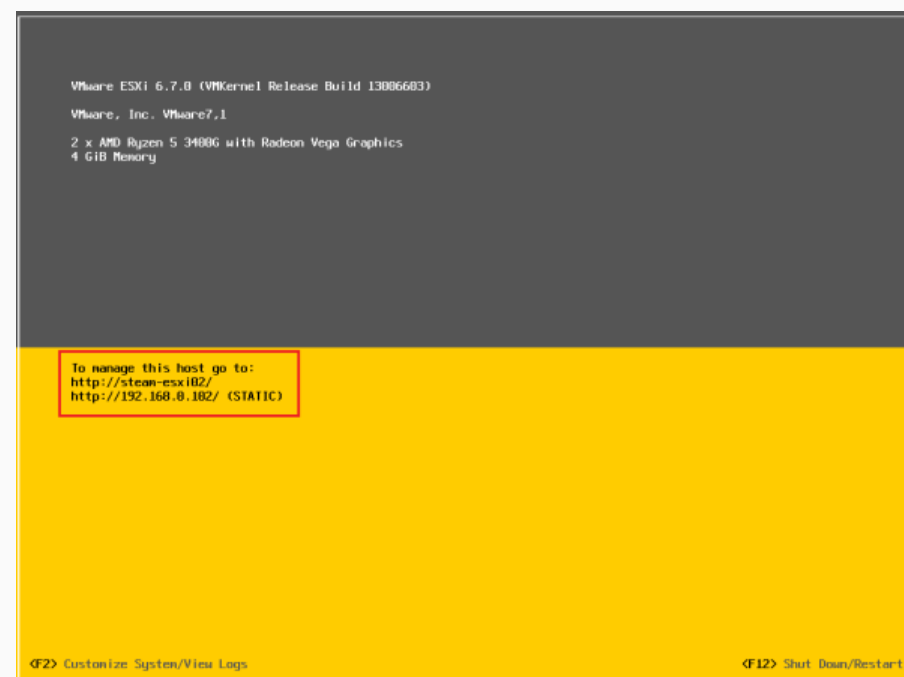 VMware ESXi 6.7.0 (VMKernel Release Build 13006603)
VMware, Inc. VMware7,1
2 x AMD Ryzen 5 3400G with Radeon Vega Graphics
4 GiB Memory
To manage this host go to:
http://steam-esxi02/
http://192.168.0.102/ (STATIC)
<F2> Customize System/View Logs
<F12> Shut Down/Restart